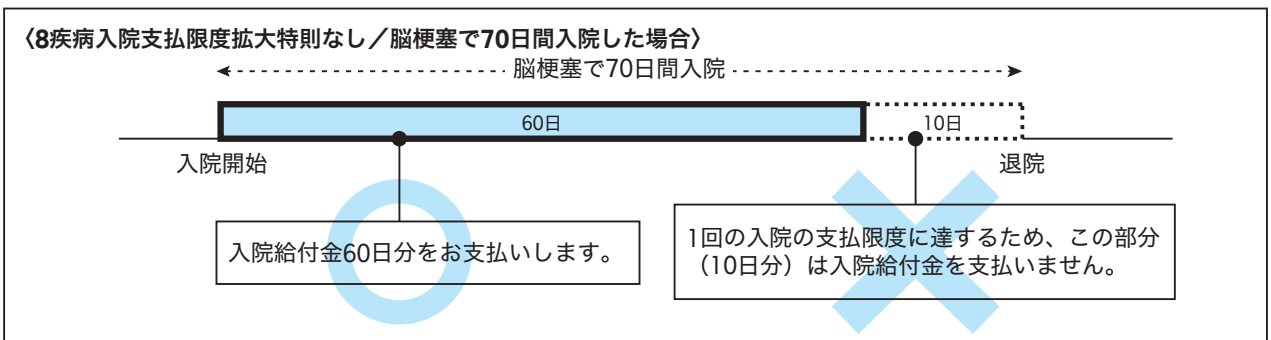 〈8疾病入院支払限度拡大特則なし／脳梗塞で70日間入院した場合〉
脳梗塞で70日間入院
60日
10日
入院開始
退院
入院給付金60日分をお支払いします。
1回の入院の支払限度に達するため、この部分
（10日分）は入院給付金を支払いません。